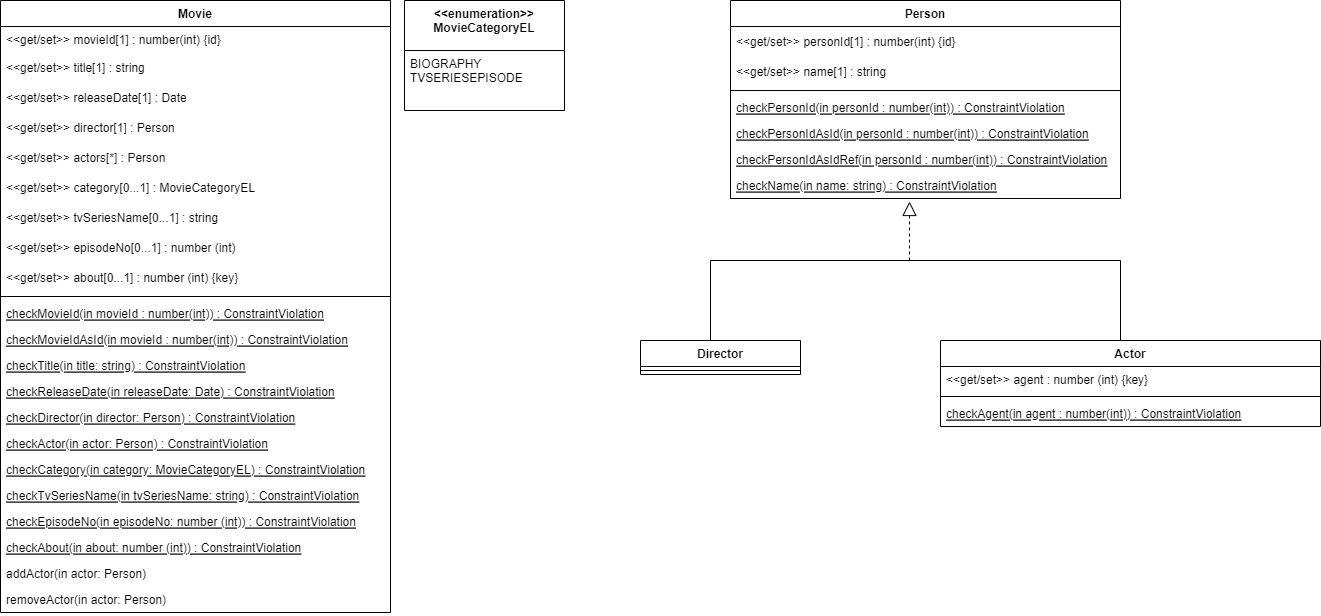 Movie
<<get/set>> movieId[1] : number(int) {id}
<<get/set>> title[1] : string
<<get/set>> releaseDate[1] : Date
<<get/set>> director[1] : Person
<<get/set>> actors[*] : Person
<<get/set>> category[0...1] : MovieCategoryEL
<<get/set>> tvSeriesName[0...1] : string
<<get/set>> episodeNo[0...1] : number (int)
<<get/set>> about[0...1] : number (int) {key}
checkMovieId(in movieId : number(int)) : ConstraintViolation
checkMovieIdAsId(in movieId : number(int)) : ConstraintViolation
checkTitle(in title: string) : ConstraintViolation
checkReleaseDate(in releaseDate: Date) : ConstraintViolation
checkDirector(in director: Person) : ConstraintViolation
checkActor(in actor: Person) : ConstraintViolation
checkCategory(in category: MovieCategoryEL) : ConstraintViolation
checkTvSeriesName(in tvSeriesName: string) : ConstraintViolation
checkEpisodeNo(in episodeNo: number (int)) : ConstraintViolation
checkAbout(in about: number (int)) : ConstraintViolation
addActor(in actor: Person)
removeActor(in actor: Person)
<<enumeration>>
MovieCategoryEL
BIOGRAPHY
TVSERIESEPISODE
Person
<<get/set>> personId[1] : number(int) {id}
<<get/set>> name[1] : string
checkPersonId(in personId : number(int)) : ConstraintViolation
checkPersonIdAsId(in personId : number(int)) : ConstraintViolation
checkPersonIdAsIdRef(in personId : number(int)) : ConstraintViolation
checkName(in name: string) : ConstraintViolation
Director
Actor
<<get/set>> agent : number (int) {key}
checkAgent(in agent : number(int)) : ConstraintViolation